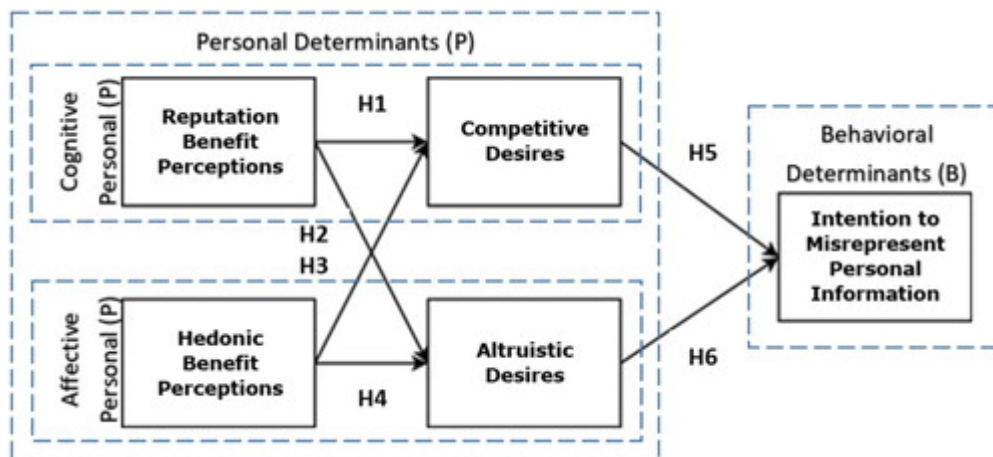 Personal Determinants (P)
Cognitive
Personal (P)
Reputation
Benefit
Perceptions
H1
Competitive
Desires
H5
Behavioral
Determinants (B)
H2
H3
Intention to
Misrepresent
Personal
Information
Affective
Personal (P)
Hedonic
Benefit
Perceptions
H4
Altruistic
Desires
H6